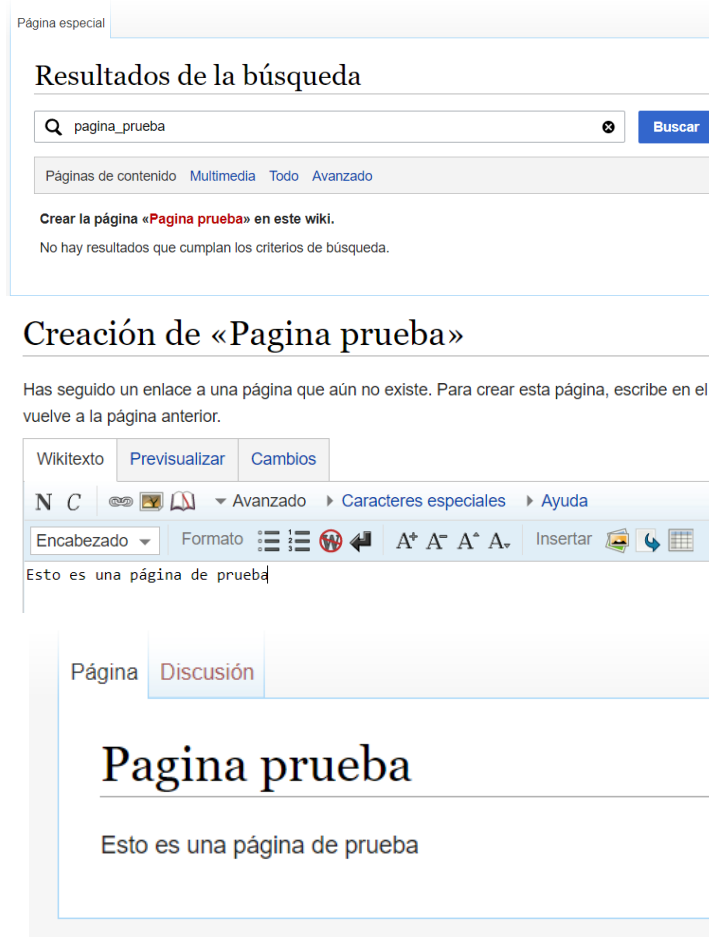 Página especial
Resultados de la búsqueda
pagina_prueba Buscar
Páginas de contenido Multimedia Todo Avanzado
Crear la página «Pagina prueba» en este wiki.
No hay resultados que cumplan los criterios de búsqueda.
Creación de «Pagina prueba»
Has seguido un enlace a una página que aún no existe. Para crear esta página, escribe en el
vuelve a la página anterior.
Wikitexto Previsualizar Cambios
N C Avanzado Caracteres especiales Ayuda
Encabezado Formato 1 2 3 W A+ A- A^ A Insertar
Esto es una página de prueba
Página Discusión
Pagina prueba
Esto es una página de prueba